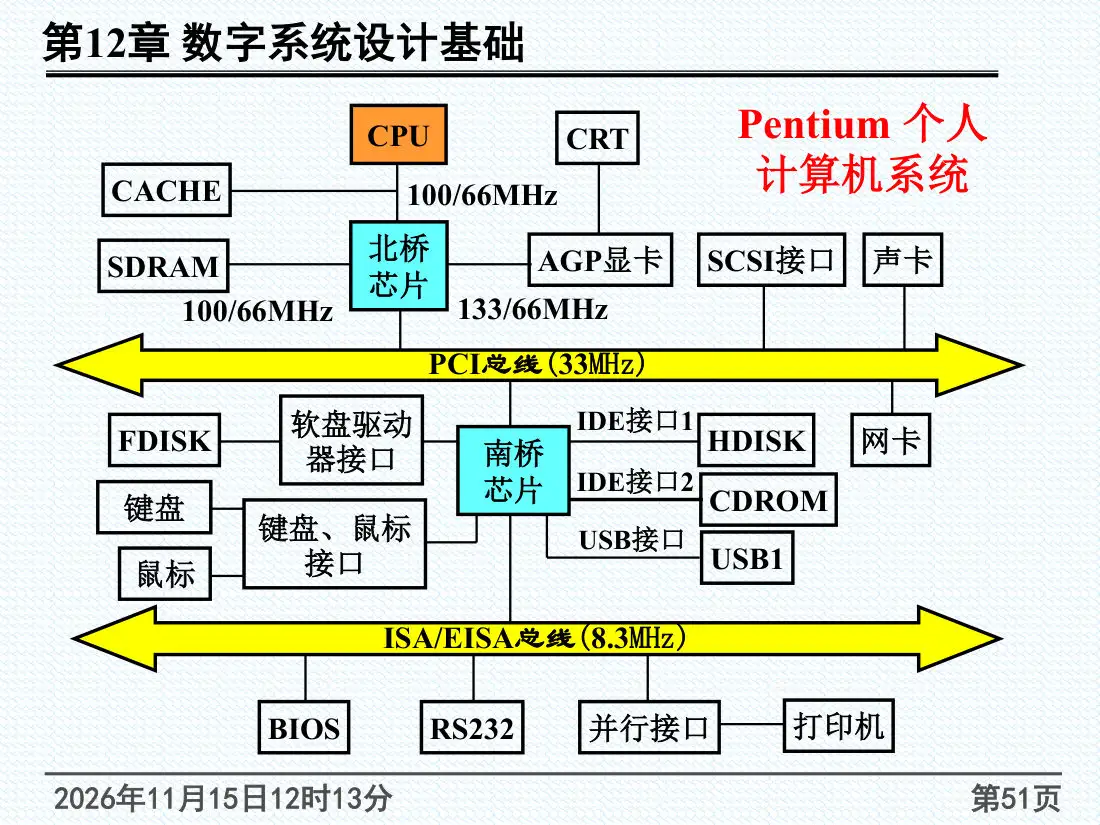 第12章 数字系统设计基础
Pentium 个人
计算机系统
CPU
CRT
CACHE
100/66MHz
北桥
芯片
SDRAM
AGP显卡
SCSI接口
声卡
100/66MHz
133/66MHz
PCI总线(33MHz)
FDISK
软盘驱动
器接口
南桥
芯片
IDE接口1
HDISK
网卡
IDE接口2
CDROM
键盘
键盘、鼠标
接口
USB接口
USB1
鼠标
ISA/EISA总线(8.3MHz)
BIOS
RS232
并行接口
打印机
2026年11月15日12时13分
第51页